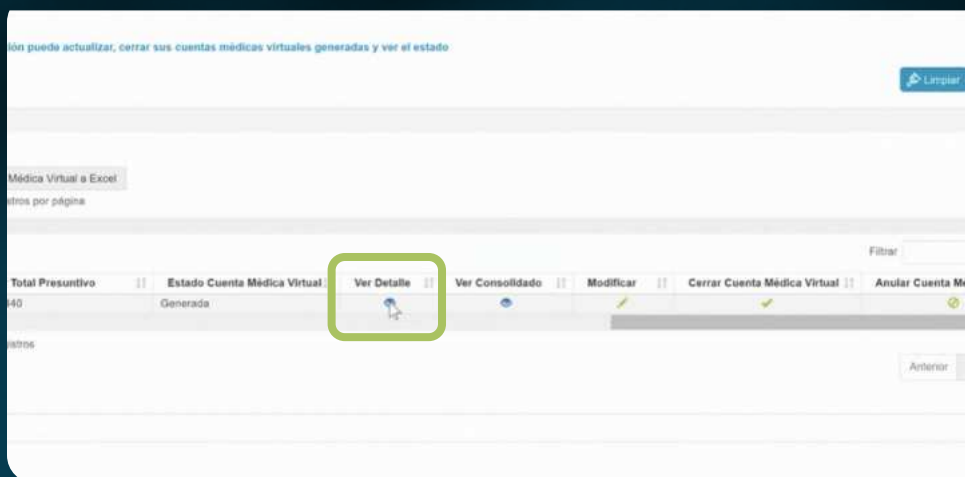 ión puede actualizar, cerrar sus cuentas médicas virtuales generadas y ver el estado
Limpiar
Médica Virtual a Excel
stros por página
Filtrar
Total Presuntivo Estado Cuenta Médica Virtual Ver Detalle Ver Consolidado Modificar Cerrar Cuenta Médica Virtual Anular Cuenta Mé
440 Generada
istros
Anterior